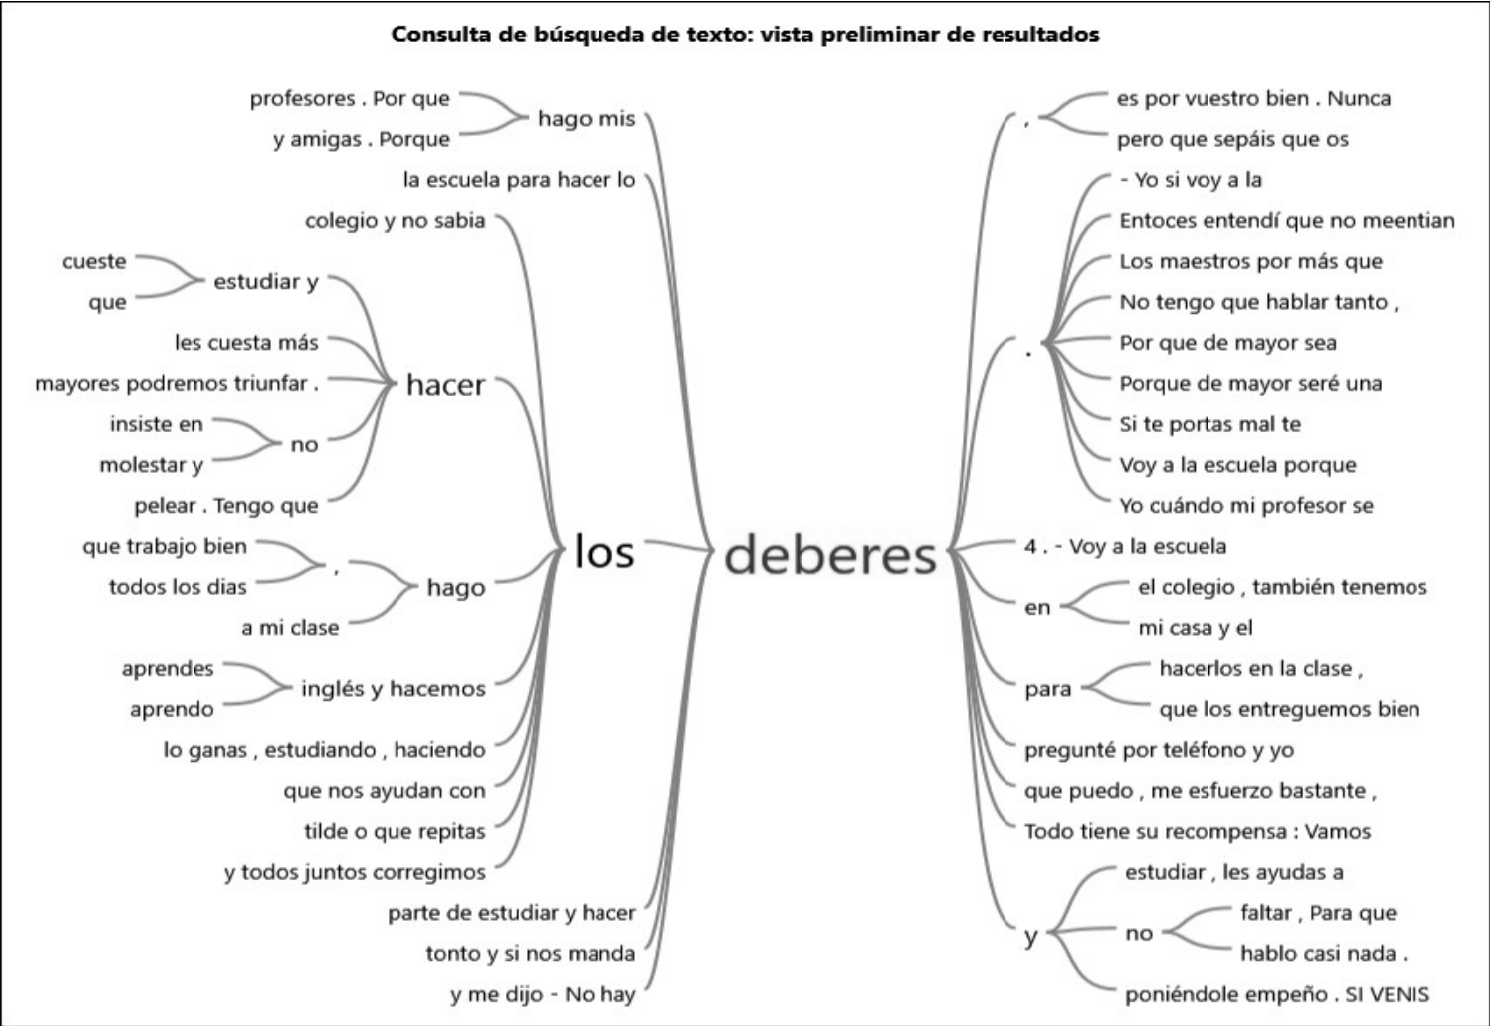 Consulta de búsqueda de texto: vista preliminar de resultados
profesores . Por que
y amigas . Porque
hago mis
la escuela para hacer lo
colegio y no sabia
cueste
que
estudiar y
les cuesta más
mayores podremos triunfar .
insiste en
molestar y
no
pelear . Tengo que
hacer
que trabajo bien
todos los dias
,
a mi clase
hago
aprendes
aprendo
inglés y hacemos
lo ganas , estudiando , haciendo
que nos ayudan con
tilde o que repitas
y todos juntos corregimos
los
parte de estudiar y hacer
tonto y si nos manda
y me dijo - No hay
deberes
,
es por vuestro bien . Nunca
pero que sepáis que os
.
- Yo si voy a la
Entoces entendí que no meentian
Los maestros por más que
No tengo que hablar tanto ,
Por que de mayor sea
Porque de mayor seré una
Si te portas mal te
Voy a la escuela porque
Yo cuándo mi profesor se
4 . - Voy a la escuela
en
el colegio , también tenemos
mi casa y el
para
hacerlos en la clase ,
que los entreguemos bien
pregunté por teléfono y yo
que puedo , me esfuerzo bastante ,
Todo tiene su recompensa : Vamos
y
estudiar , les ayudas a
no
faltar , Para que
hablo casi nada .
poniéndole empeño . SI VENIS